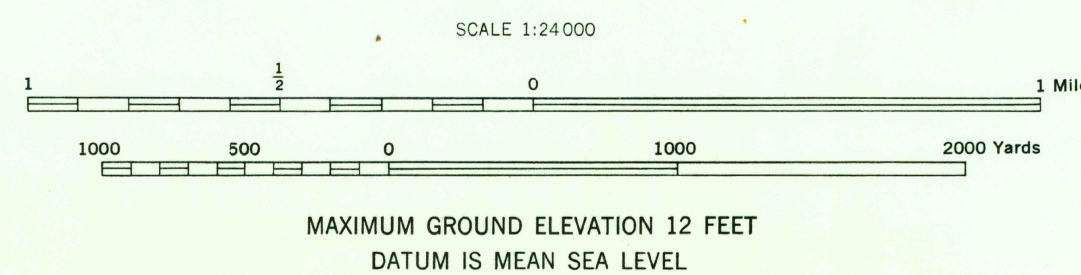 SCALE 1:24000
1 1/2 0 1 Mile
1000 500 0 1000 2000 Yards
MAXIMUM GROUND ELEVATION 12 FEET
DATUM IS MEAN SEA LEVEL